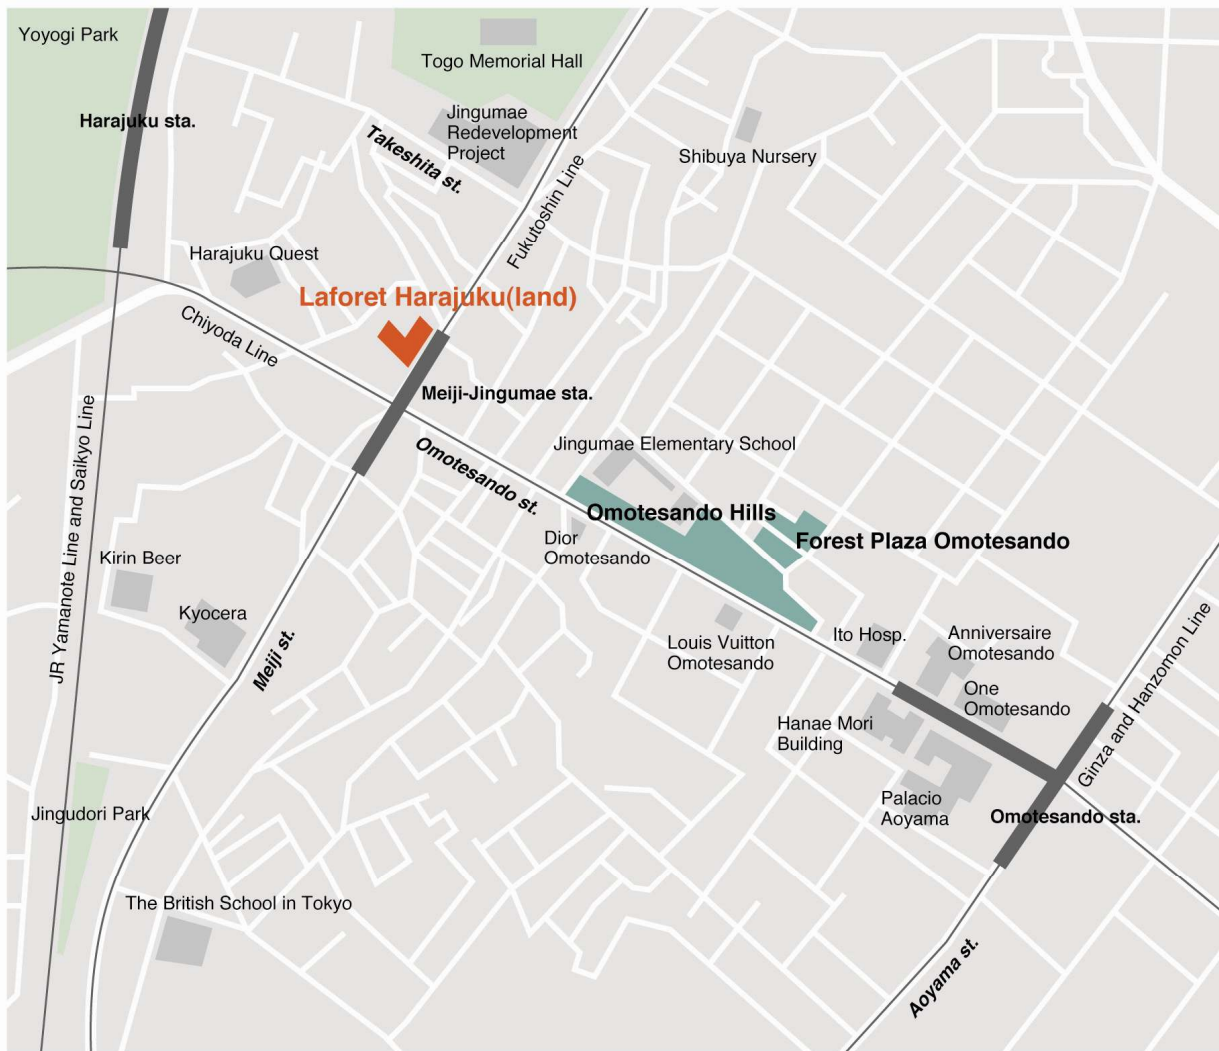 Yoyogi Park
Togo Memorial Hall
Harajuku sta.
Jingumae
Redevelopment
Project
Takeshita st.
Shibuya Nursery
Fukutoshin Line
Harajuku Quest
Laforet Harajuku(land)
Chiyoda Line
Meiji-Jingumae sta.
JR Yamanote Line and Saikyo Line
Omotesando st.
Jingumae Elementary School
Omotesando Hills
Dior
Omotesando
Forest Plaza Omotesando
Kirin Beer
Kyocera
Meiji st.
Louis Vuitton
Omotesando
Ito Hosp.
Anniversaire
Omotesando
One
Omotesando
Ginza and Hanzomon Line
Hanae Mori
Building
Palacio
Aoyama
Omotesando sta.
Jingudori Park
The British School in Tokyo
Aoyama st.